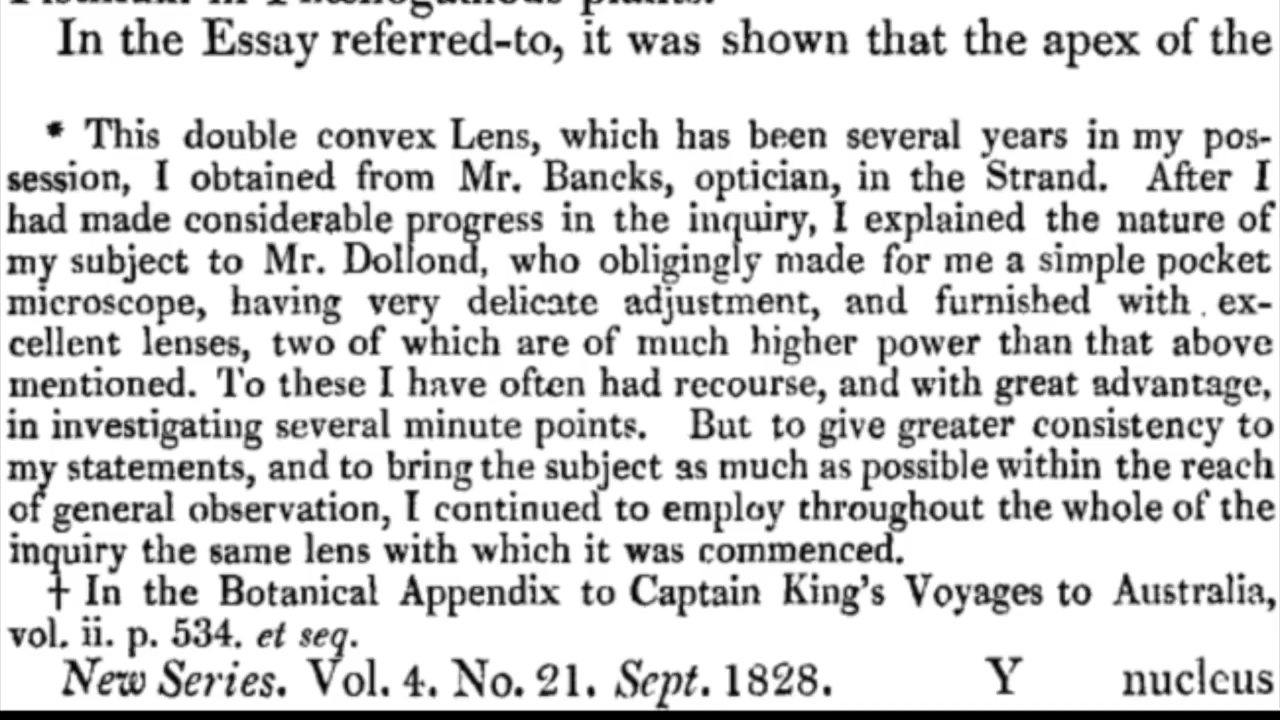 Pistillum in Phænogamous plants.
In the Essay referred-to, it was shown that the apex of the
* This double convex Lens, which has been several years in my pos-
session, I obtained from Mr. Bancks, optician, in the Strand. After I
had made considerable progress in the inquiry, I explained the nature of
my subject to Mr. Dollond, who obligingly made for me a simple pocket
microscope, having very delicate adjustment, and furnished with ex-
cellent lenses, two of which are of much higher power than that above
mentioned. To these I have often had recourse, and with great advantage,
in investigating several minute points. But to give greater consistency to
my statements, and to bring the subject as much as possible within the reach
of general observation, I continued to employ throughout the whole of the
inquiry the same lens with which it was commenced.
† In the Botanical Appendix to Captain King's Voyages to Australia,
vol. ii. p. 534. et seq.
New Series. Vol. 4. No. 21. Sept. 1828. Y nucleus